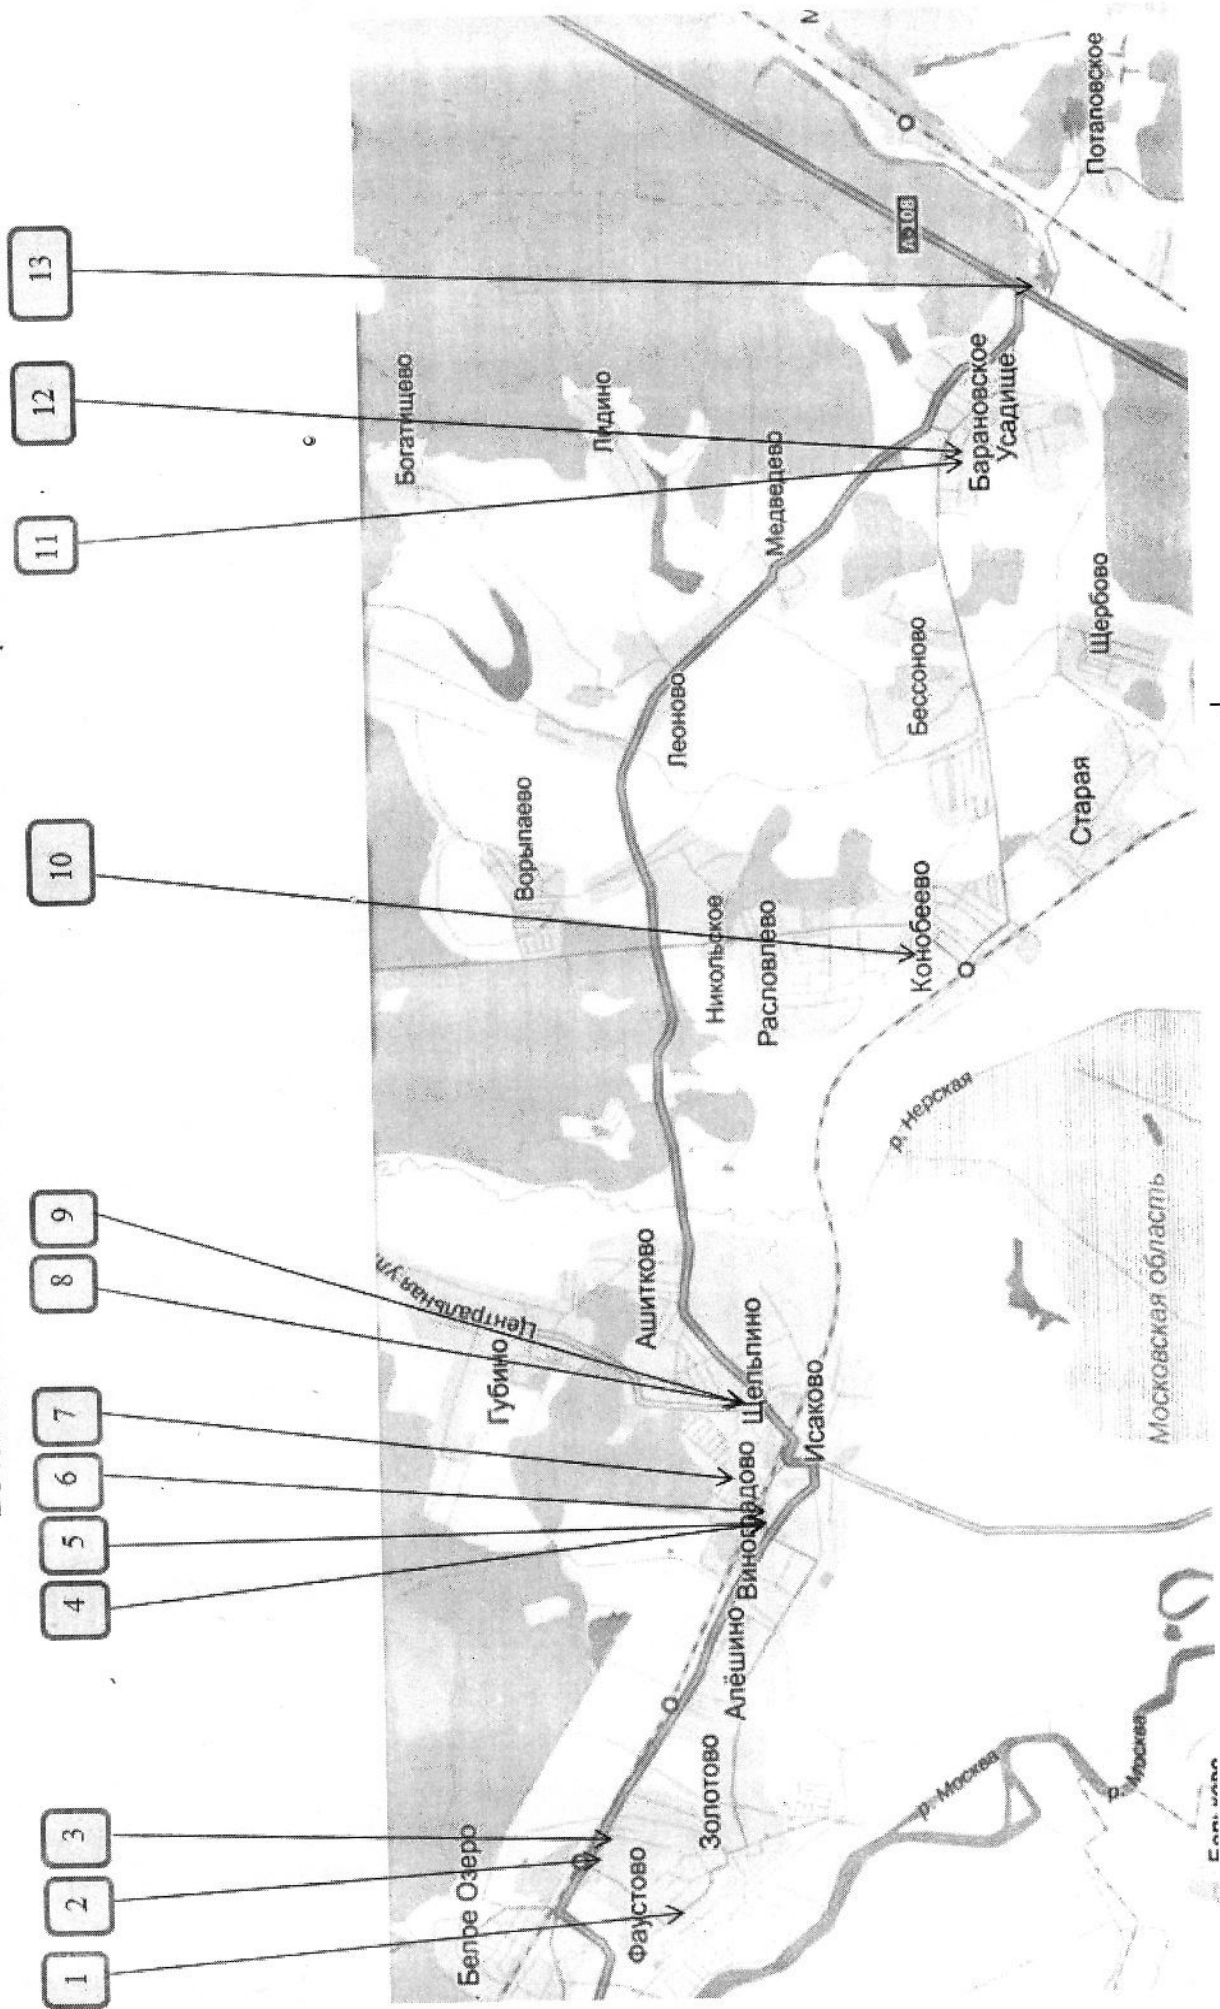 1
2
3
4
5
6
7
8
9
10
11
12
13
Белое Озеро
Фаустово
Золотово
Алёшино
Виноградово
Исаково
Щельпино
Губино
Центральная ул.
Ашитково
Никольское
Расловлево
Ворыпаево
Конобеево
Леоново
Бессоново
Старая
Щербово
Медведево
Лидино
Богатищево
Барановское
Усадище
А-108
Потаповское
р. Нерская
Московская область
р. Москва
р. Москва